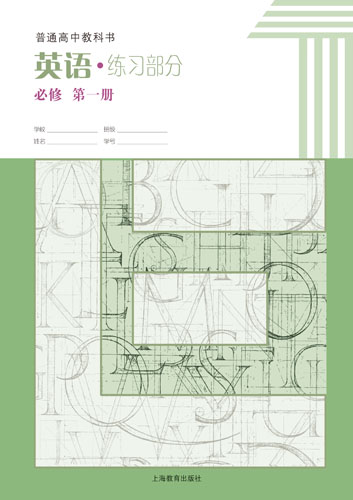 普通高中教科书
英语·练习部分
必修 第一册
学校 班级
姓名 学号
上海教育出版社